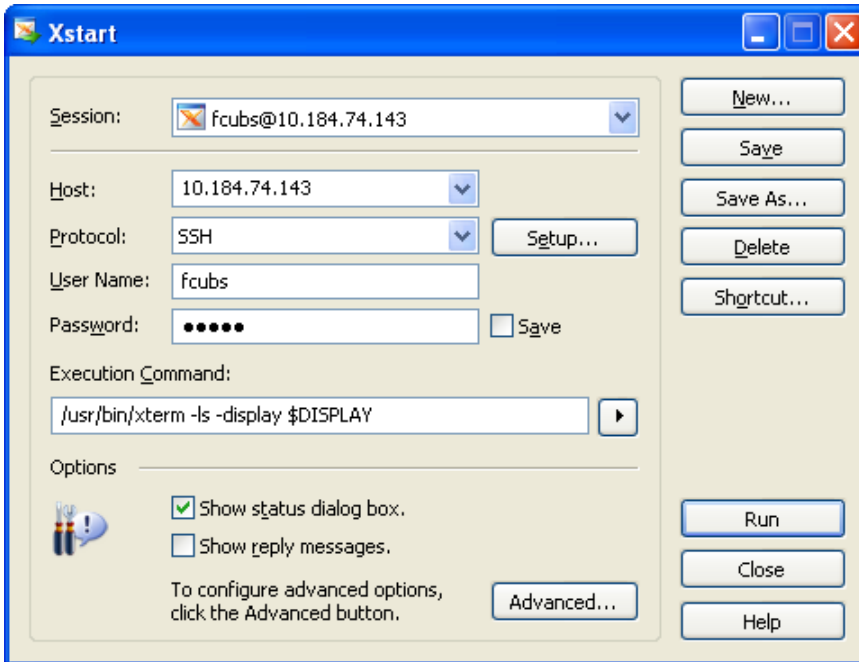 Xstart
Session:
fcubs@10.184.74.143
New...
Save
Host:
10.184.74.143
Save As...
Protocol:
SSH
Setup...
Delete
User Name:
fcubs
Shortcut...
Password:
●●●●●
Save
Execution Command:
/usr/bin/xterm -ls -display $DISPLAY
Options
Show status dialog box.
Show reply messages.
To configure advanced options,
click the Advanced button.
Advanced...
Run
Close
Help